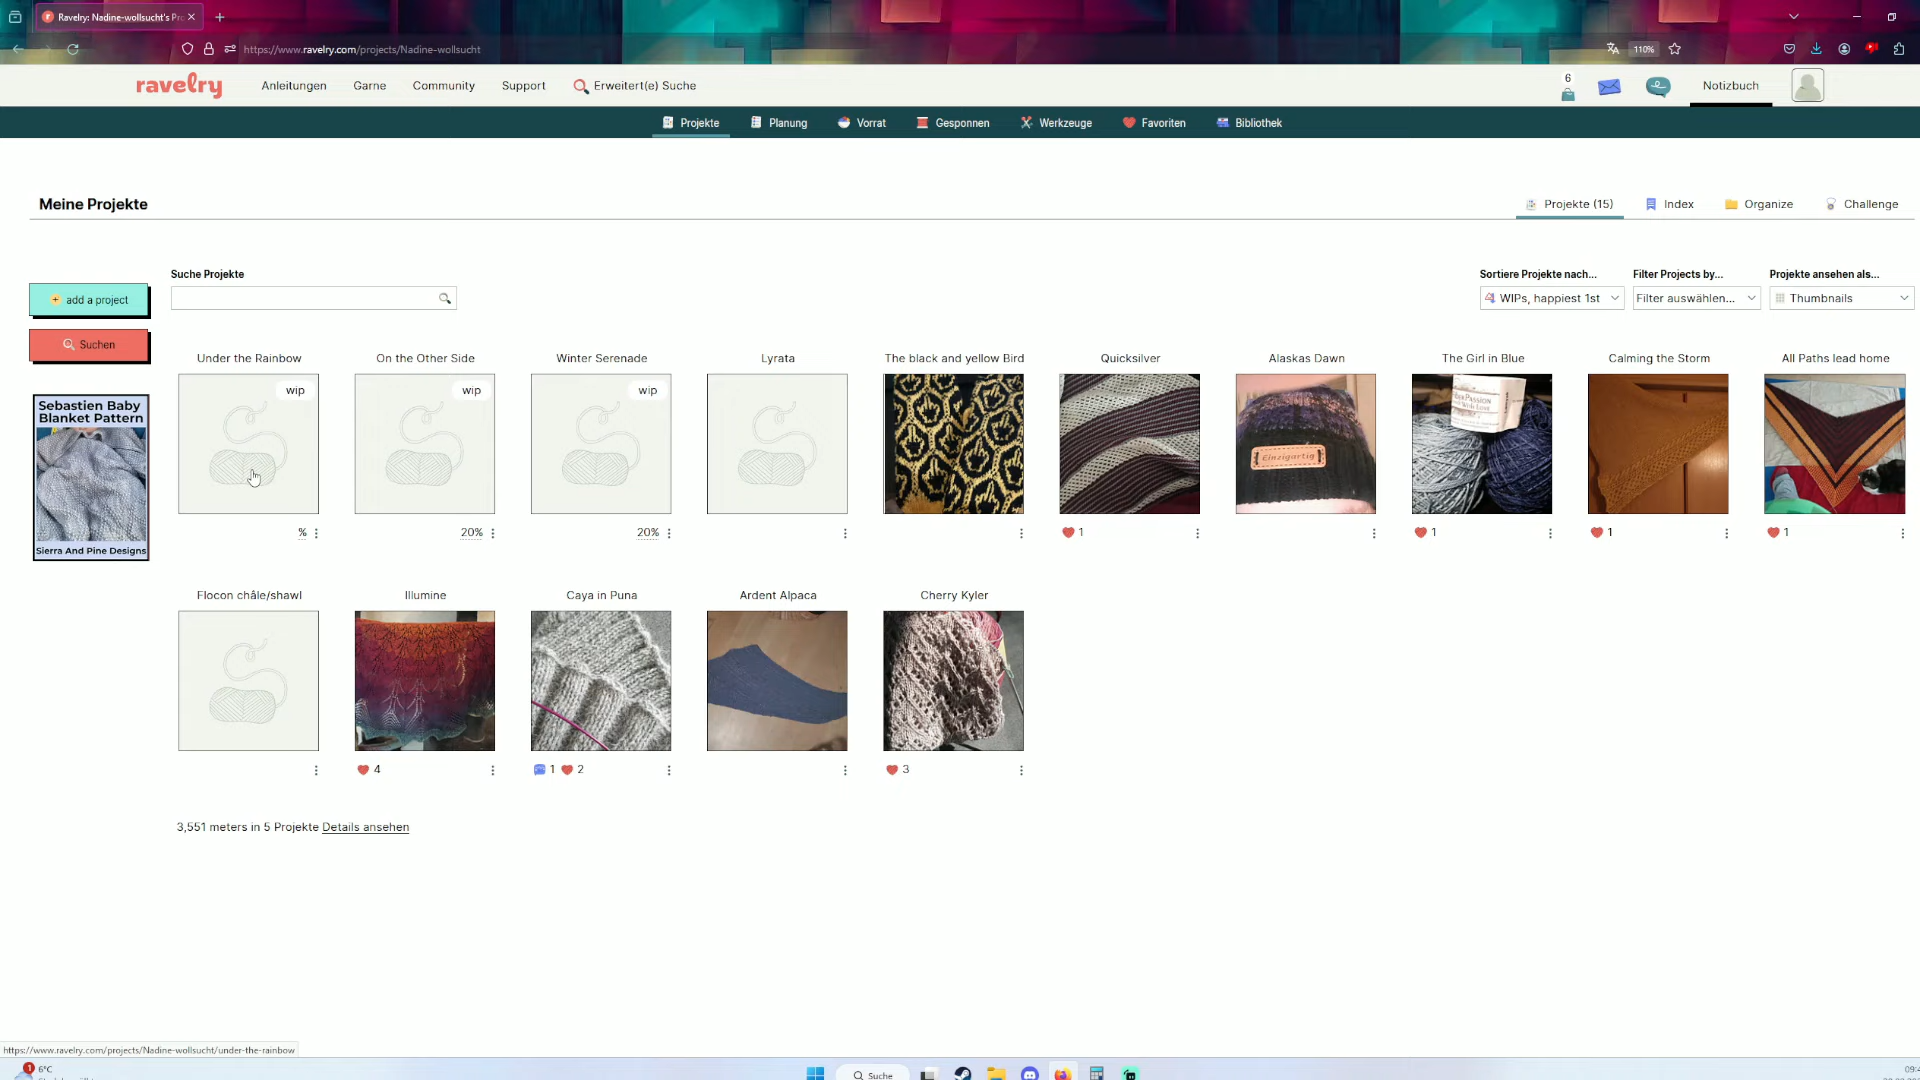 Ravelry: Nadine-wollsucht's Pro
https://www.ravelry.com/projects/Nadine-wollsucht
110%
ravelry
Anleitungen
Garne
Community
Support
Erweitert(e) Suche
6
Notizbuch
Projekte
Planung
Vorrat
Gesponnen
Werkzeuge
Favoriten
Bibliothek
Meine Projekte
Projekte (15)
Index
Organize
Challenge
Suche Projekte
Sortiere Projekte nach...
Filter Projects by...
Projekte ansehen als...
WIPs, happiest 1st
Filter auswählen...
Thumbnails
+ add a project
Suchen
Sebastien Baby
Blanket Pattern
Sierra And Pine Designs
Under the Rainbow
On the Other Side
Winter Serenade
Lyrata
The black and yellow Bird
Quicksilver
Alaskas Dawn
The Girl in Blue
Calming the Storm
All Paths lead home
wip
wip
wip
Einzigartig
%
20%
20%
1
1
1
1
Flocon châle/shawl
Illumine
Caya in Puna
Ardent Alpaca
Cherry Kyler
4
1
2
3
3,551 meters in 5 Projekte Details ansehen
https://www.ravelry.com/projects/Nadine-wollsucht/under-the-rainbow
1
6°C
Suche